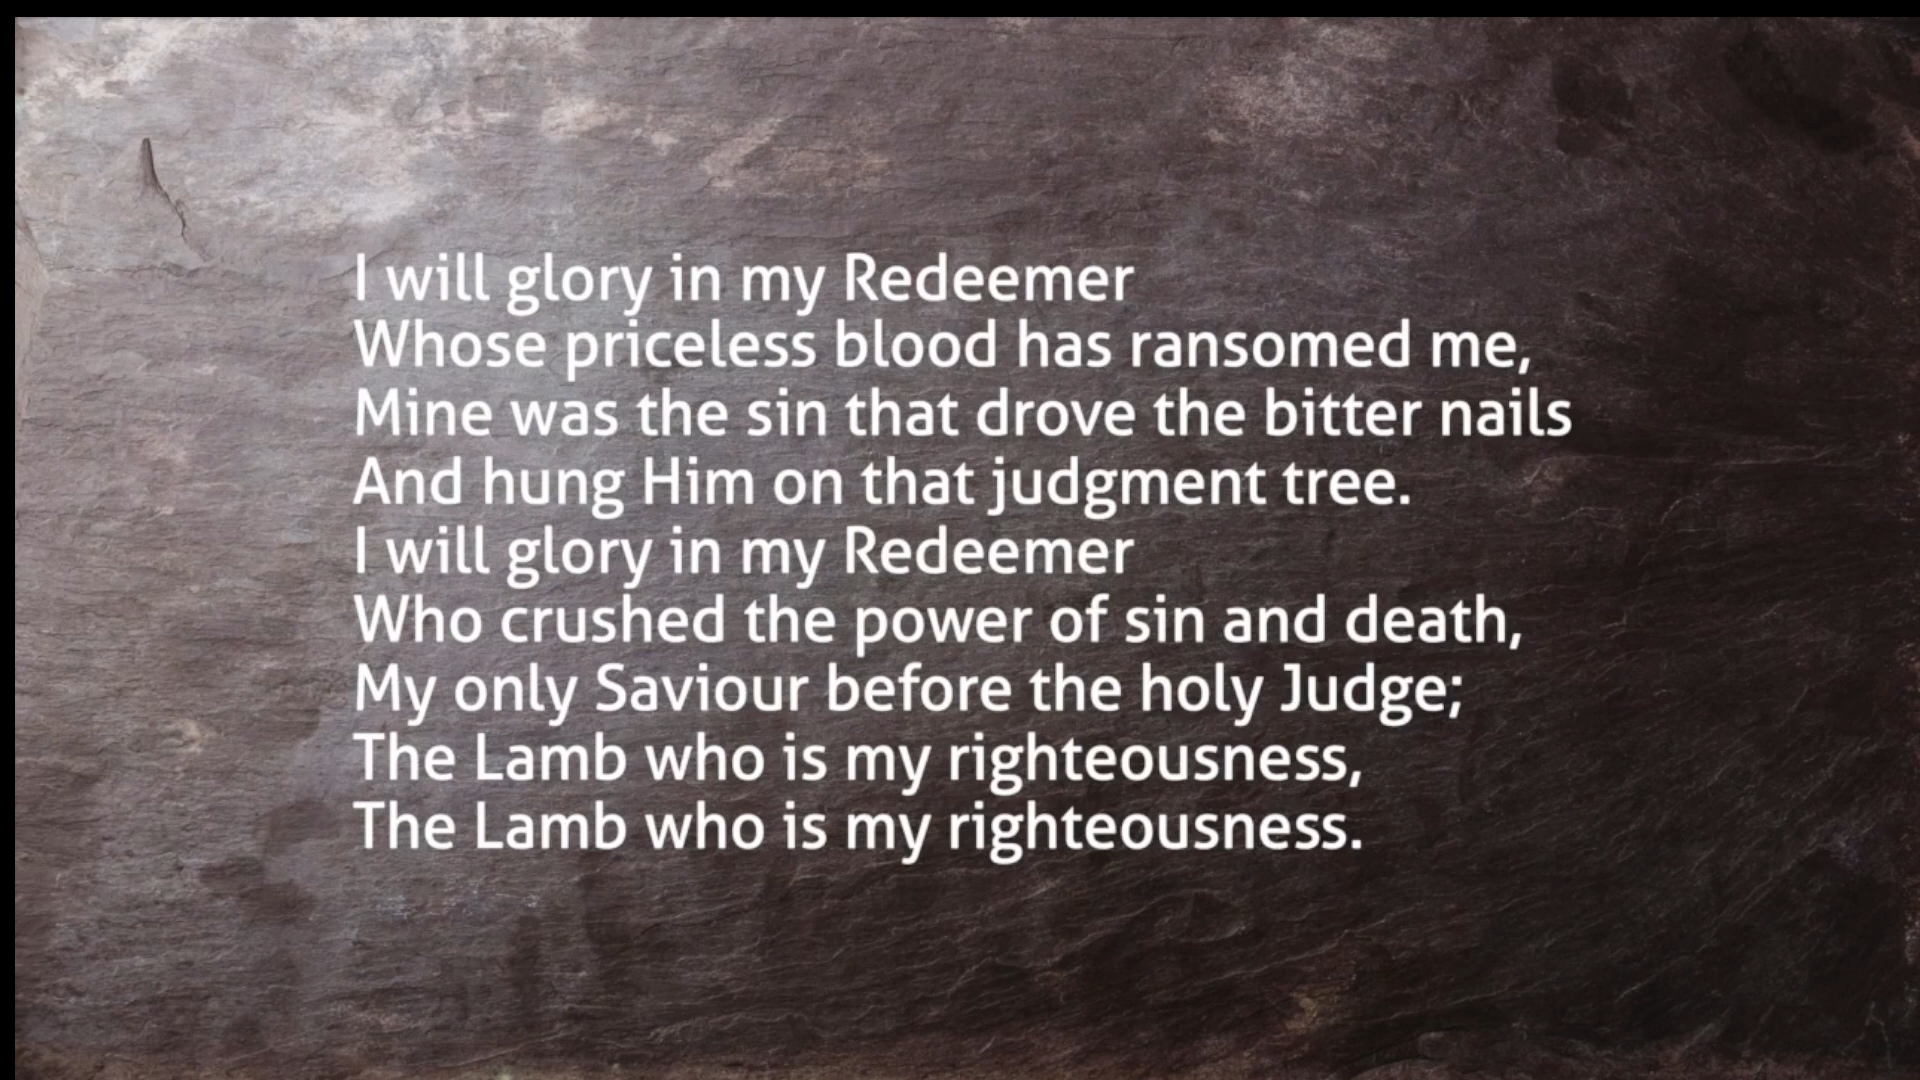 I will glory in my Redeemer
Whose priceless blood has ransomed me,
Mine was the sin that drove the bitter nails
And hung Him on that judgment tree.
I will glory in my Redeemer
Who crushed the power of sin and death,
My only Saviour before the holy Judge;
The Lamb who is my righteousness,
The Lamb who is my righteousness.